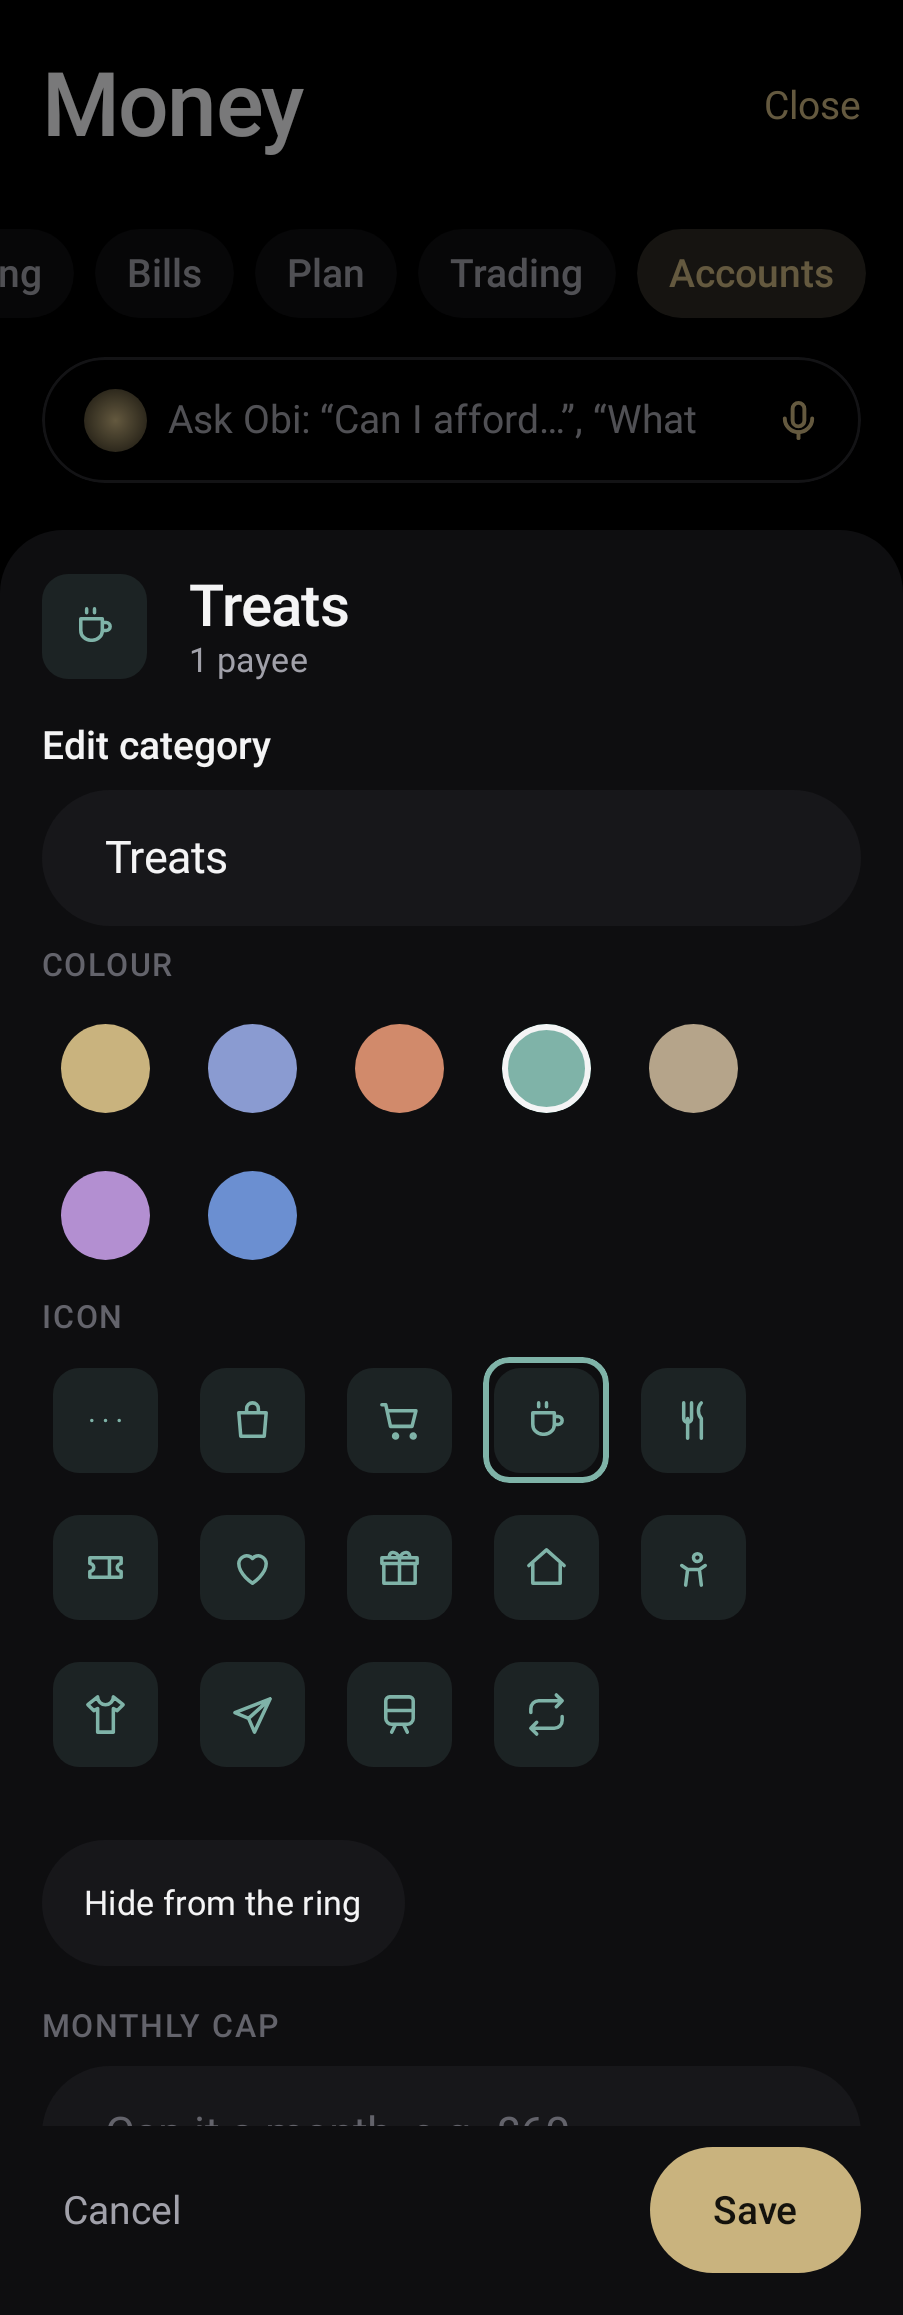 Money
Close
ng
Bills
Plan
Trading
Accounts
Ask Obi: “Can I afford…”, “What
Treats
1 payee
Edit category
Treats
COLOUR
ICON
Hide from the ring
MONTHLY CAP
Cancel
Save